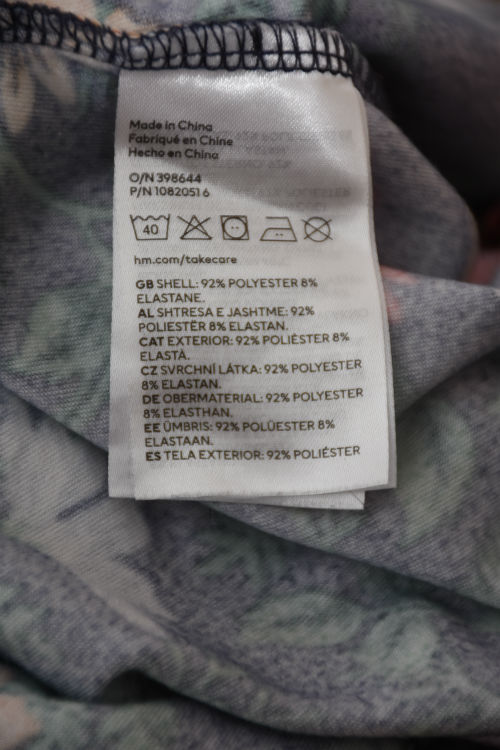 Made in China
Fabriqué en Chine
Hecho en China
O/N 398644
P/N 1082051 6
40
hm.com/takecare
GB SHELL: 92% POLYESTER 8%
ELASTANE.
AL SHTRESA E JASHTME: 92%
POLIESTËR 8% ELASTAN.
CAT EXTERIOR: 92% POLIÈSTER 8%
ELASTÀ.
CZ SVRCHNÍ LÁTKA: 92% POLYESTER
8% ELASTAN.
DE OBERMATERIAL: 92% POLYESTER
8% ELASTHAN.
EE ÜMBRIS: 92% POLÜESTER 8%
ELASTAAN.
ES TELA EXTERIOR: 92% POLIÉSTER